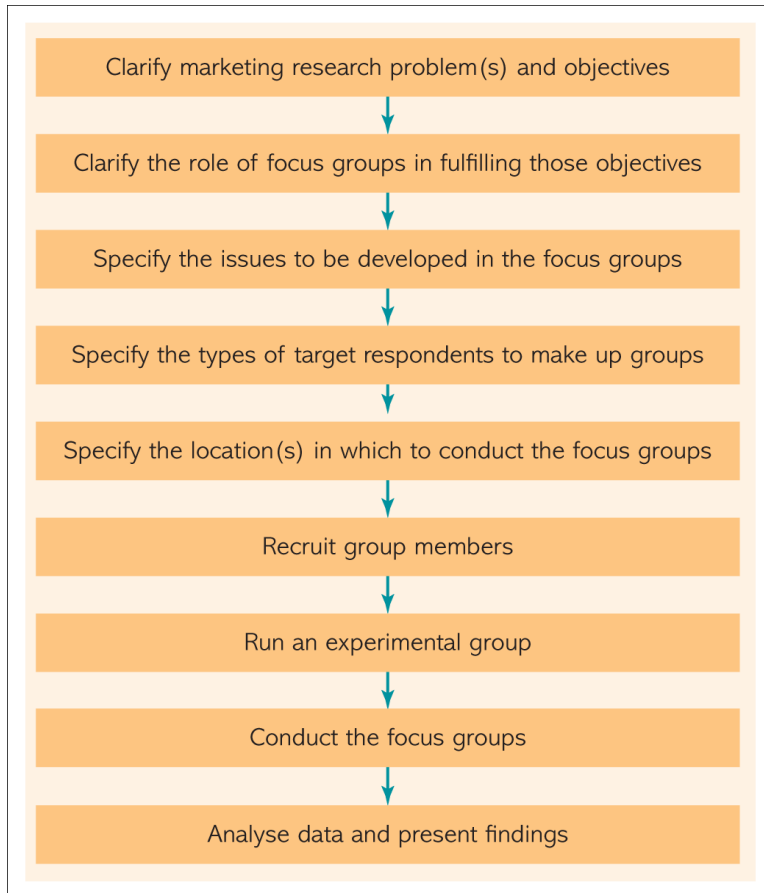 Clarify marketing research problem(s) and objectives
Clarify the role of focus groups in fulfilling those objectives
Specify the issues to be developed in the focus groups
Specify the types of target respondents to make up groups
Specify the location(s) in which to conduct the focus groups
Recruit group members
Run an experimental group
Conduct the focus groups
Analyse data and present findings